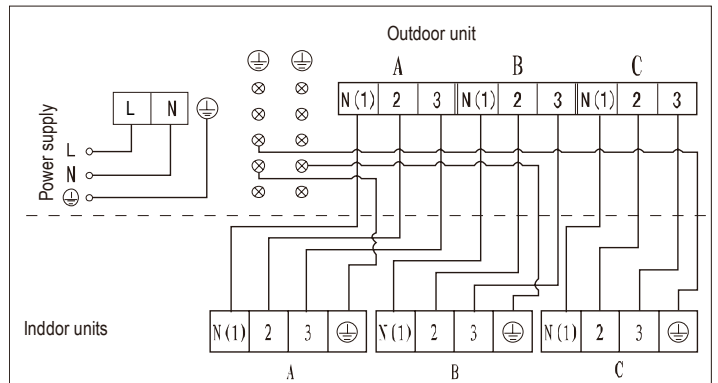 Outdoor unit
A B C
N (1) 2 3 N (1) 2 3 N (1) 2 3
L N
Power supply
L
N
Inddor units
N (1) 2 3 N (1) 2 3 N (1) 2 3
A B C